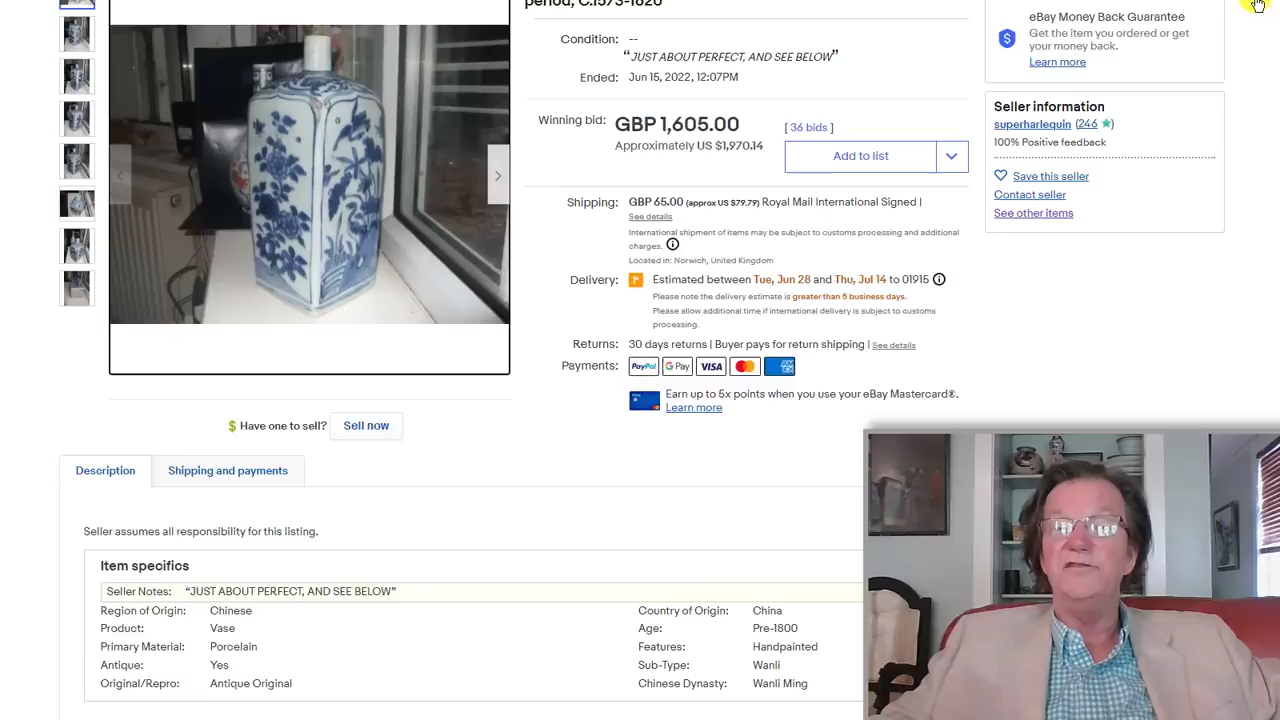 period, C.1573-1620
Condition: --
“JUST ABOUT PERFECT, AND SEE BELOW”
Ended: Jun 15, 2022, 12:07PM
Winning bid: GBP 1,605.00 [ 36 bids ]
Approximately US $1,970.14
Add to list
Shipping: GBP 65.00 (approx US $79.79) Royal Mail International Signed |
See details
International shipment of items may be subject to customs processing and additional
charges.
Located in: Norwich, United Kingdom
Delivery: Estimated between Tue, Jun 28 and Thu, Jul 14 to 01915
Please note the delivery estimate is greater than 5 business days.
Please allow additional time if international delivery is subject to customs
processing.
Returns: 30 days returns | Buyer pays for return shipping | See details
Payments: PayPal G Pay VISA
Earn up to 5x points when you use your eBay Mastercard®.
Learn more
eBay Money Back Guarantee
Get the item you ordered or get
your money back.
Learn more
Seller information
superharlequin (246)
100% Positive feedback
Save this seller
Contact seller
See other items
Have one to sell? Sell now
Description
Shipping and payments
Seller assumes all responsibility for this listing.
Item specifics
Seller Notes: “JUST ABOUT PERFECT, AND SEE BELOW”
Region of Origin: Chinese
Country of Origin: China
Product: Vase
Age: Pre-1800
Primary Material: Porcelain
Features: Handpainted
Antique: Yes
Sub-Type: Wanli
Original/Repro: Antique Original
Chinese Dynasty: Wanli Ming